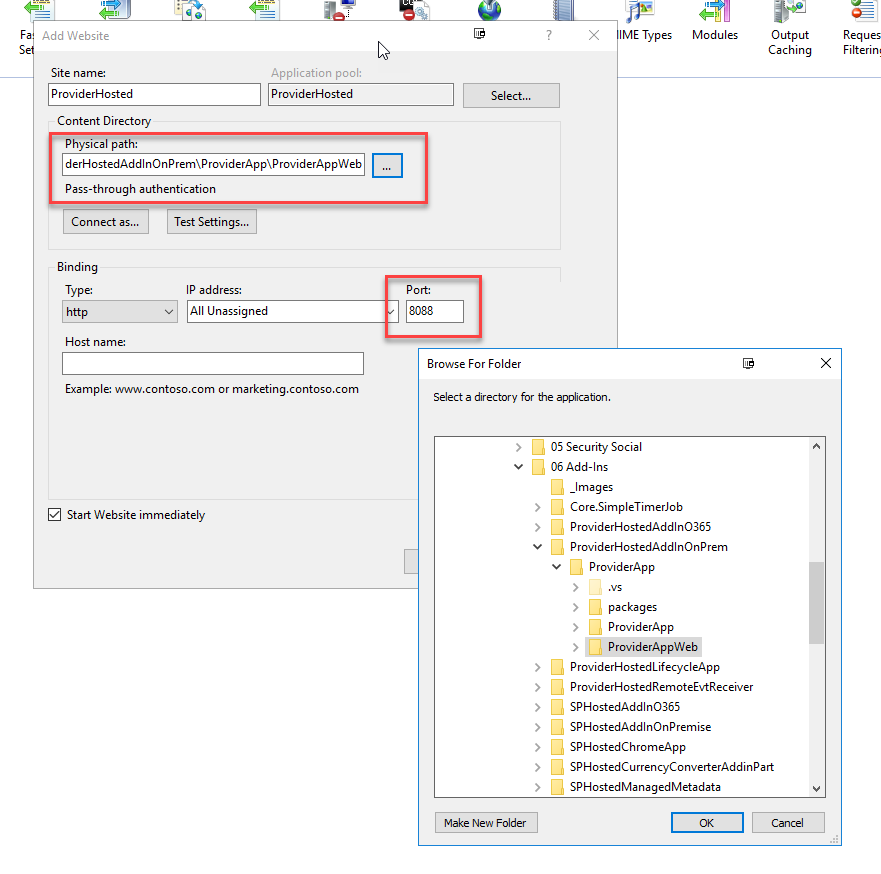 Fa
Set
MIME Types
Modules
Output
Caching
Reques
Filtering
Add Website
?
Site name:
Application pool:
ProviderHosted
ProviderHosted
Select...
Content Directory
Physical path:
derHostedAddInOnPrem\ProviderApp\ProviderAppWeb
...
Pass-through authentication
Connect as...
Test Settings...
Binding
Type:
IP address:
Port:
http
All Unassigned
8088
Host name:
Example: www.contoso.com or marketing.contoso.com
Start Website immediately
Browse For Folder
Select a directory for the application.
05 Security Social
06 Add-Ins
_Images
Core.SimpleTimerJob
ProviderHostedAddInO365
ProviderHostedAddInOnPrem
ProviderApp
.vs
packages
ProviderApp
ProviderAppWeb
ProviderHostedLifecycleApp
ProviderHostedRemoteEvtReceiver
SPHostedAddInO365
SPHostedAddInOnPremise
SPHostedChromeApp
SPHostedCurrencyConverterAddinPart
SPHostedManagedMetadata
Make New Folder
OK
Cancel